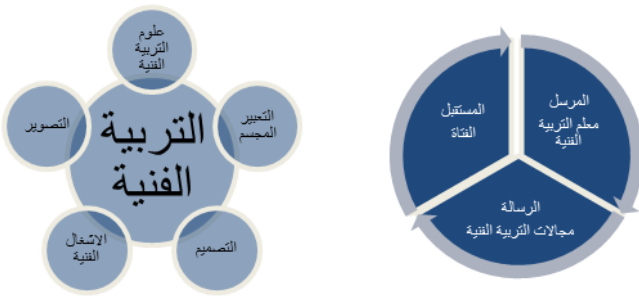 علوم
التربية
الفنية
التعبير
المجسم
التصميم
الاشغال
الفنية
التصوير
التربية
الفنية
المرسل
معلم التربية
الفنية
الرسالة
مجالات التربية الفنية
المستقبل
الفتاة